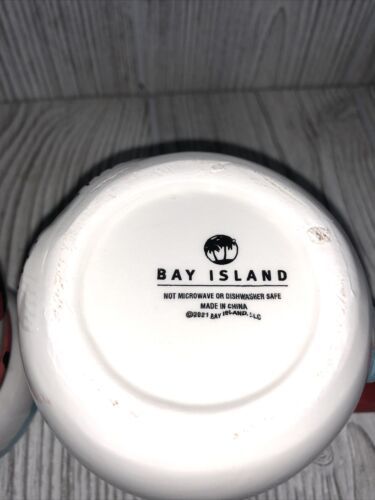 BAY ISLAND
NOT MICROWAVE OR DISHWASHER SAFE
MADE IN CHINA
©2021 BAY ISLAND, LLC